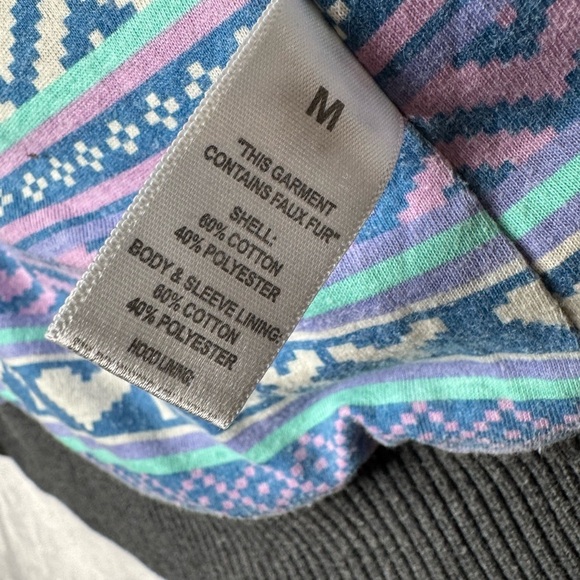 M
"THIS GARMENT
CONTAINS FAUX FUR"
SHELL:
60% COTTON
40% POLYESTER
BODY & SLEEVE LINING:
60% COTTON
40% POLYESTER
HOOD LINING: